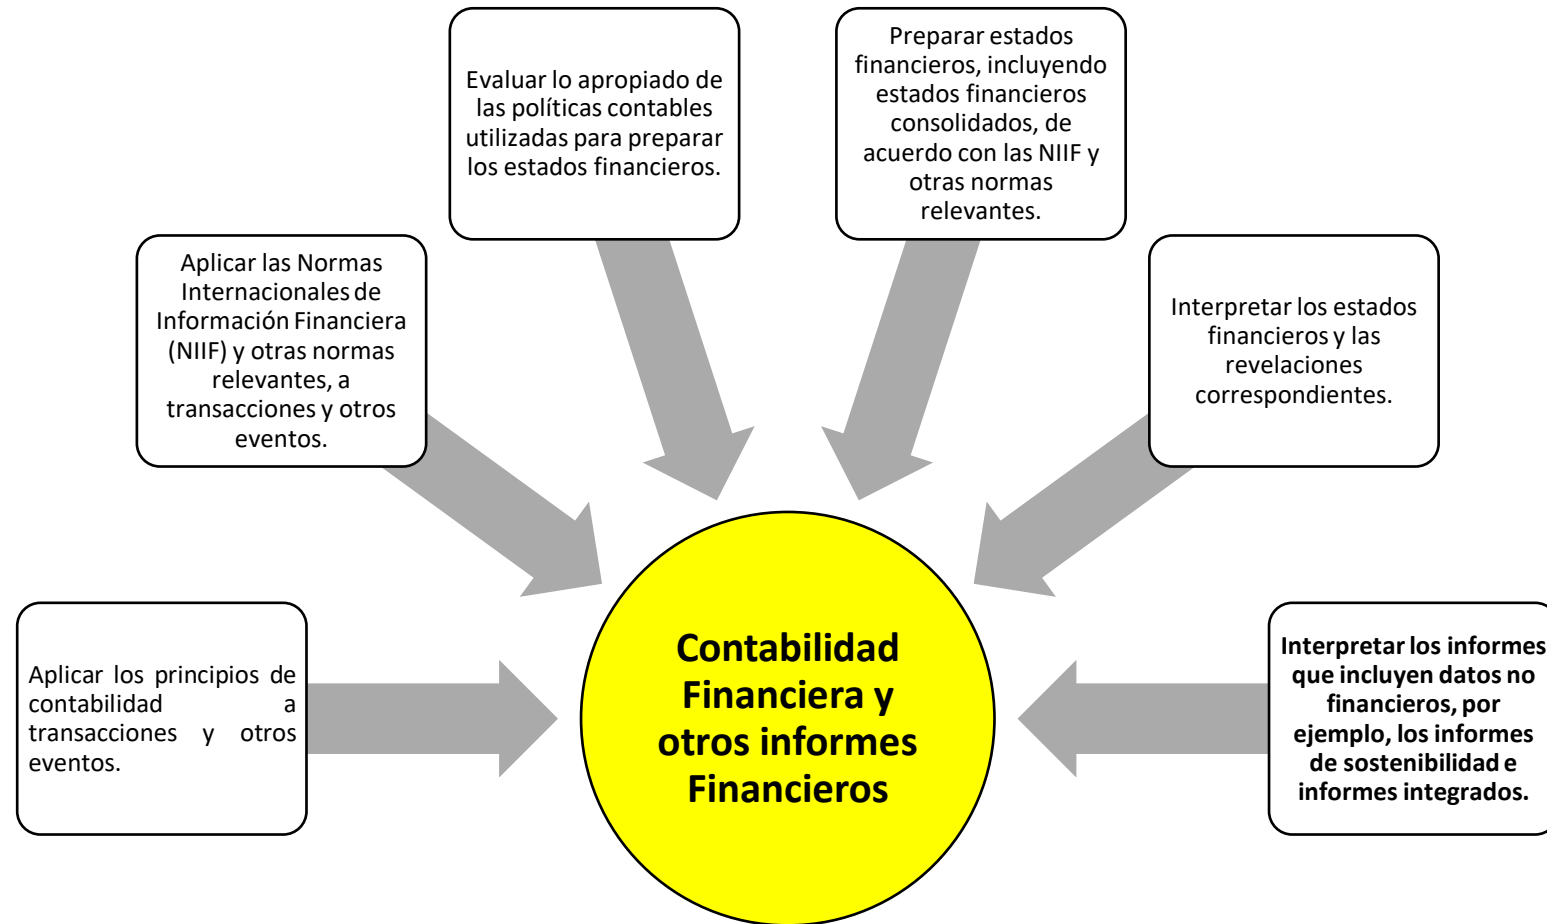 Aplicar los principios de
contabilidad a
transacciones y otros
eventos.
Aplicar las Normas
Internacionales de
Información Financiera
(NIIF) y otras normas
relevantes, a
transacciones y otros
eventos.
Evaluar lo apropiado de
las políticas contables
utilizadas para preparar
los estados financieros.
Preparar estados
financieros, incluyendo
estados financieros
consolidados, de
acuerdo con las NIIF y
otras normas
relevantes.
Interpretar los estados
financieros y las
revelaciones
correspondientes.
Interpretar los informes
que incluyen datos no
financieros, por
ejemplo, los informes
de sostenibilidad e
informes integrados.
Contabilidad
Financiera y
otros informes
Financieros